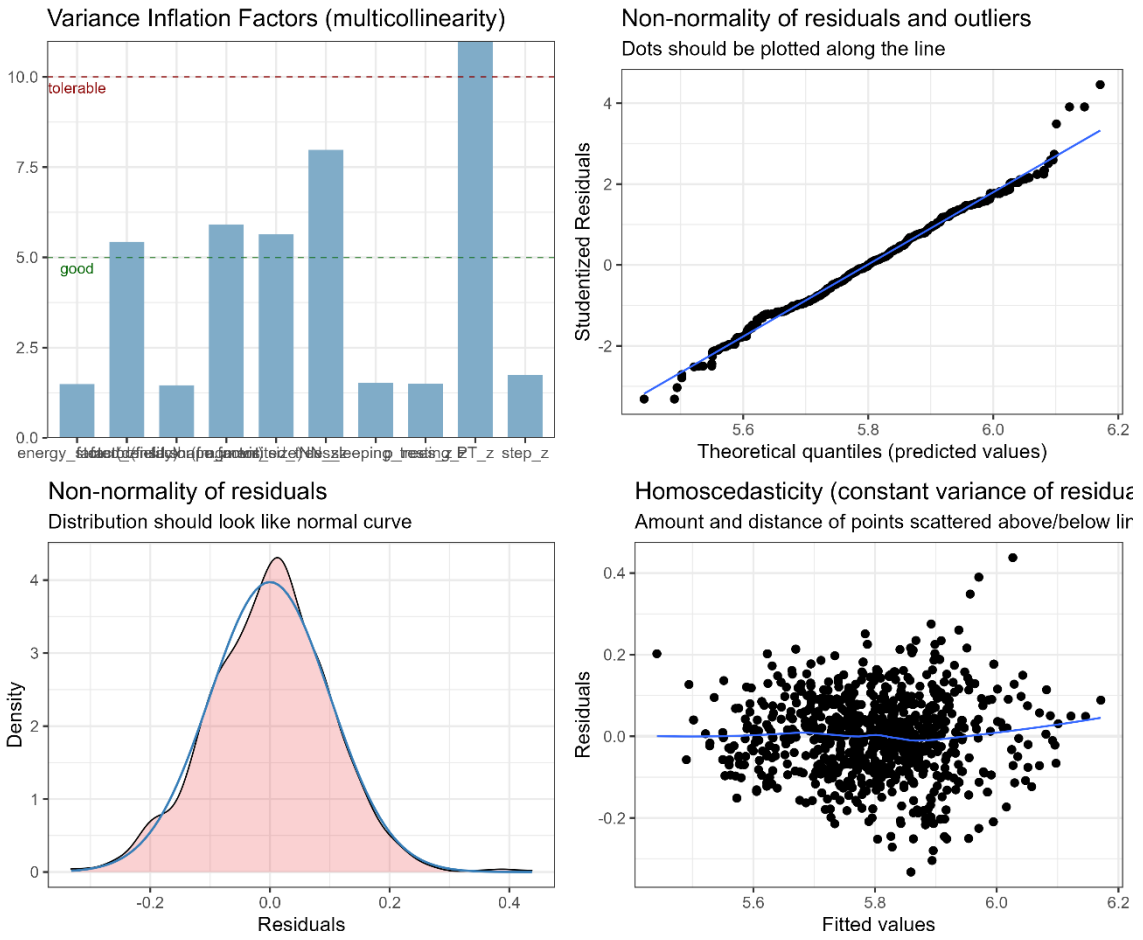 Variance Inflation Factors (multicollinearity)
10.0
tolerable
7.5
5.0
good
2.5
0.0
PT_z
step_z
Non-normality of residuals and outliers
Dots should be plotted along the line
Studentized Residuals
4
2
0
-2
5.6
5.8
6.0
6.2
Theoretical quantiles (predicted values)
Non-normality of residuals
Distribution should look like normal curve
Density
4
3
2
1
0
-0.2
0.0
0.2
0.4
Residuals
Homoscedasticity (constant variance of residua
Amount and distance of points scattered above/below lin
Residuals
0.4
0.2
0.0
-0.2
5.6
5.8
6.0
6.2
Fitted values